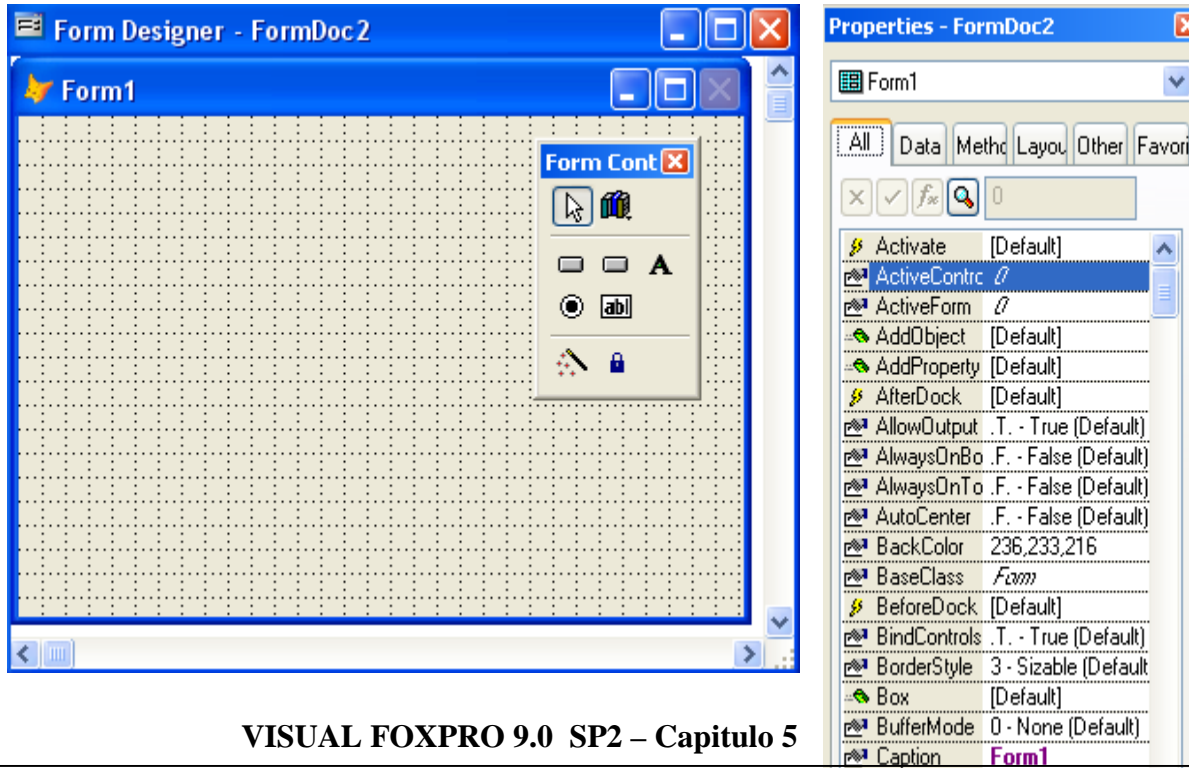 Form Designer - FormDoc2
Form1
Form Cont
A
abl
VISUAL FOXPRO 9.0 SP2 – Capitulo 5
Properties - FormDoc2
Form1
All Data Methc Layou Other Favori
fx 0
Activate [Default]
ActiveContrc 0
ActiveForm 0
AddObject [Default]
AddProperty [Default]
AfterDock [Default]
AllowOutput .T. - True (Default)
AlwaysOnBo .F. - False (Default)
AlwaysOnTo .F. - False (Default)
AutoCenter .F. - False (Default)
BackColor 236,233,216
BaseClass Form
BeforeDock [Default]
BindControls .T. - True (Default)
BorderStyle 3 - Sizable (Default
Box [Default]
BufferMode 0 - None (Default)
Caption Form1